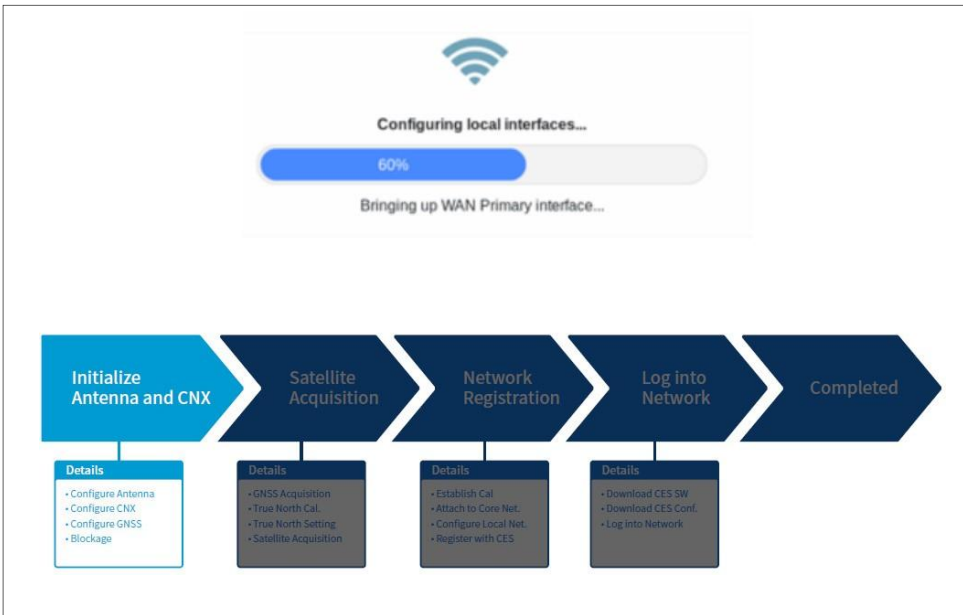 Configuring local interfaces...
60%
Bringing up WAN Primary interface...
Initialize
Antenna and CNX
Satellite
Acquisition
Network
Registration
Log into
Network
Completed
Details
• Configure Antenna
• Configure CNX
• Configure GNSS
• Blockage
Details
• GNSS Acquisition
• True North Cal.
• True North Setting
• Satellite Acquisition
Details
• Establish Cal
• Attach to Core Net.
• Configure Local Net.
• Register with CES
Details
• Download CES SW
• Download CES Conf.
• Log into Network